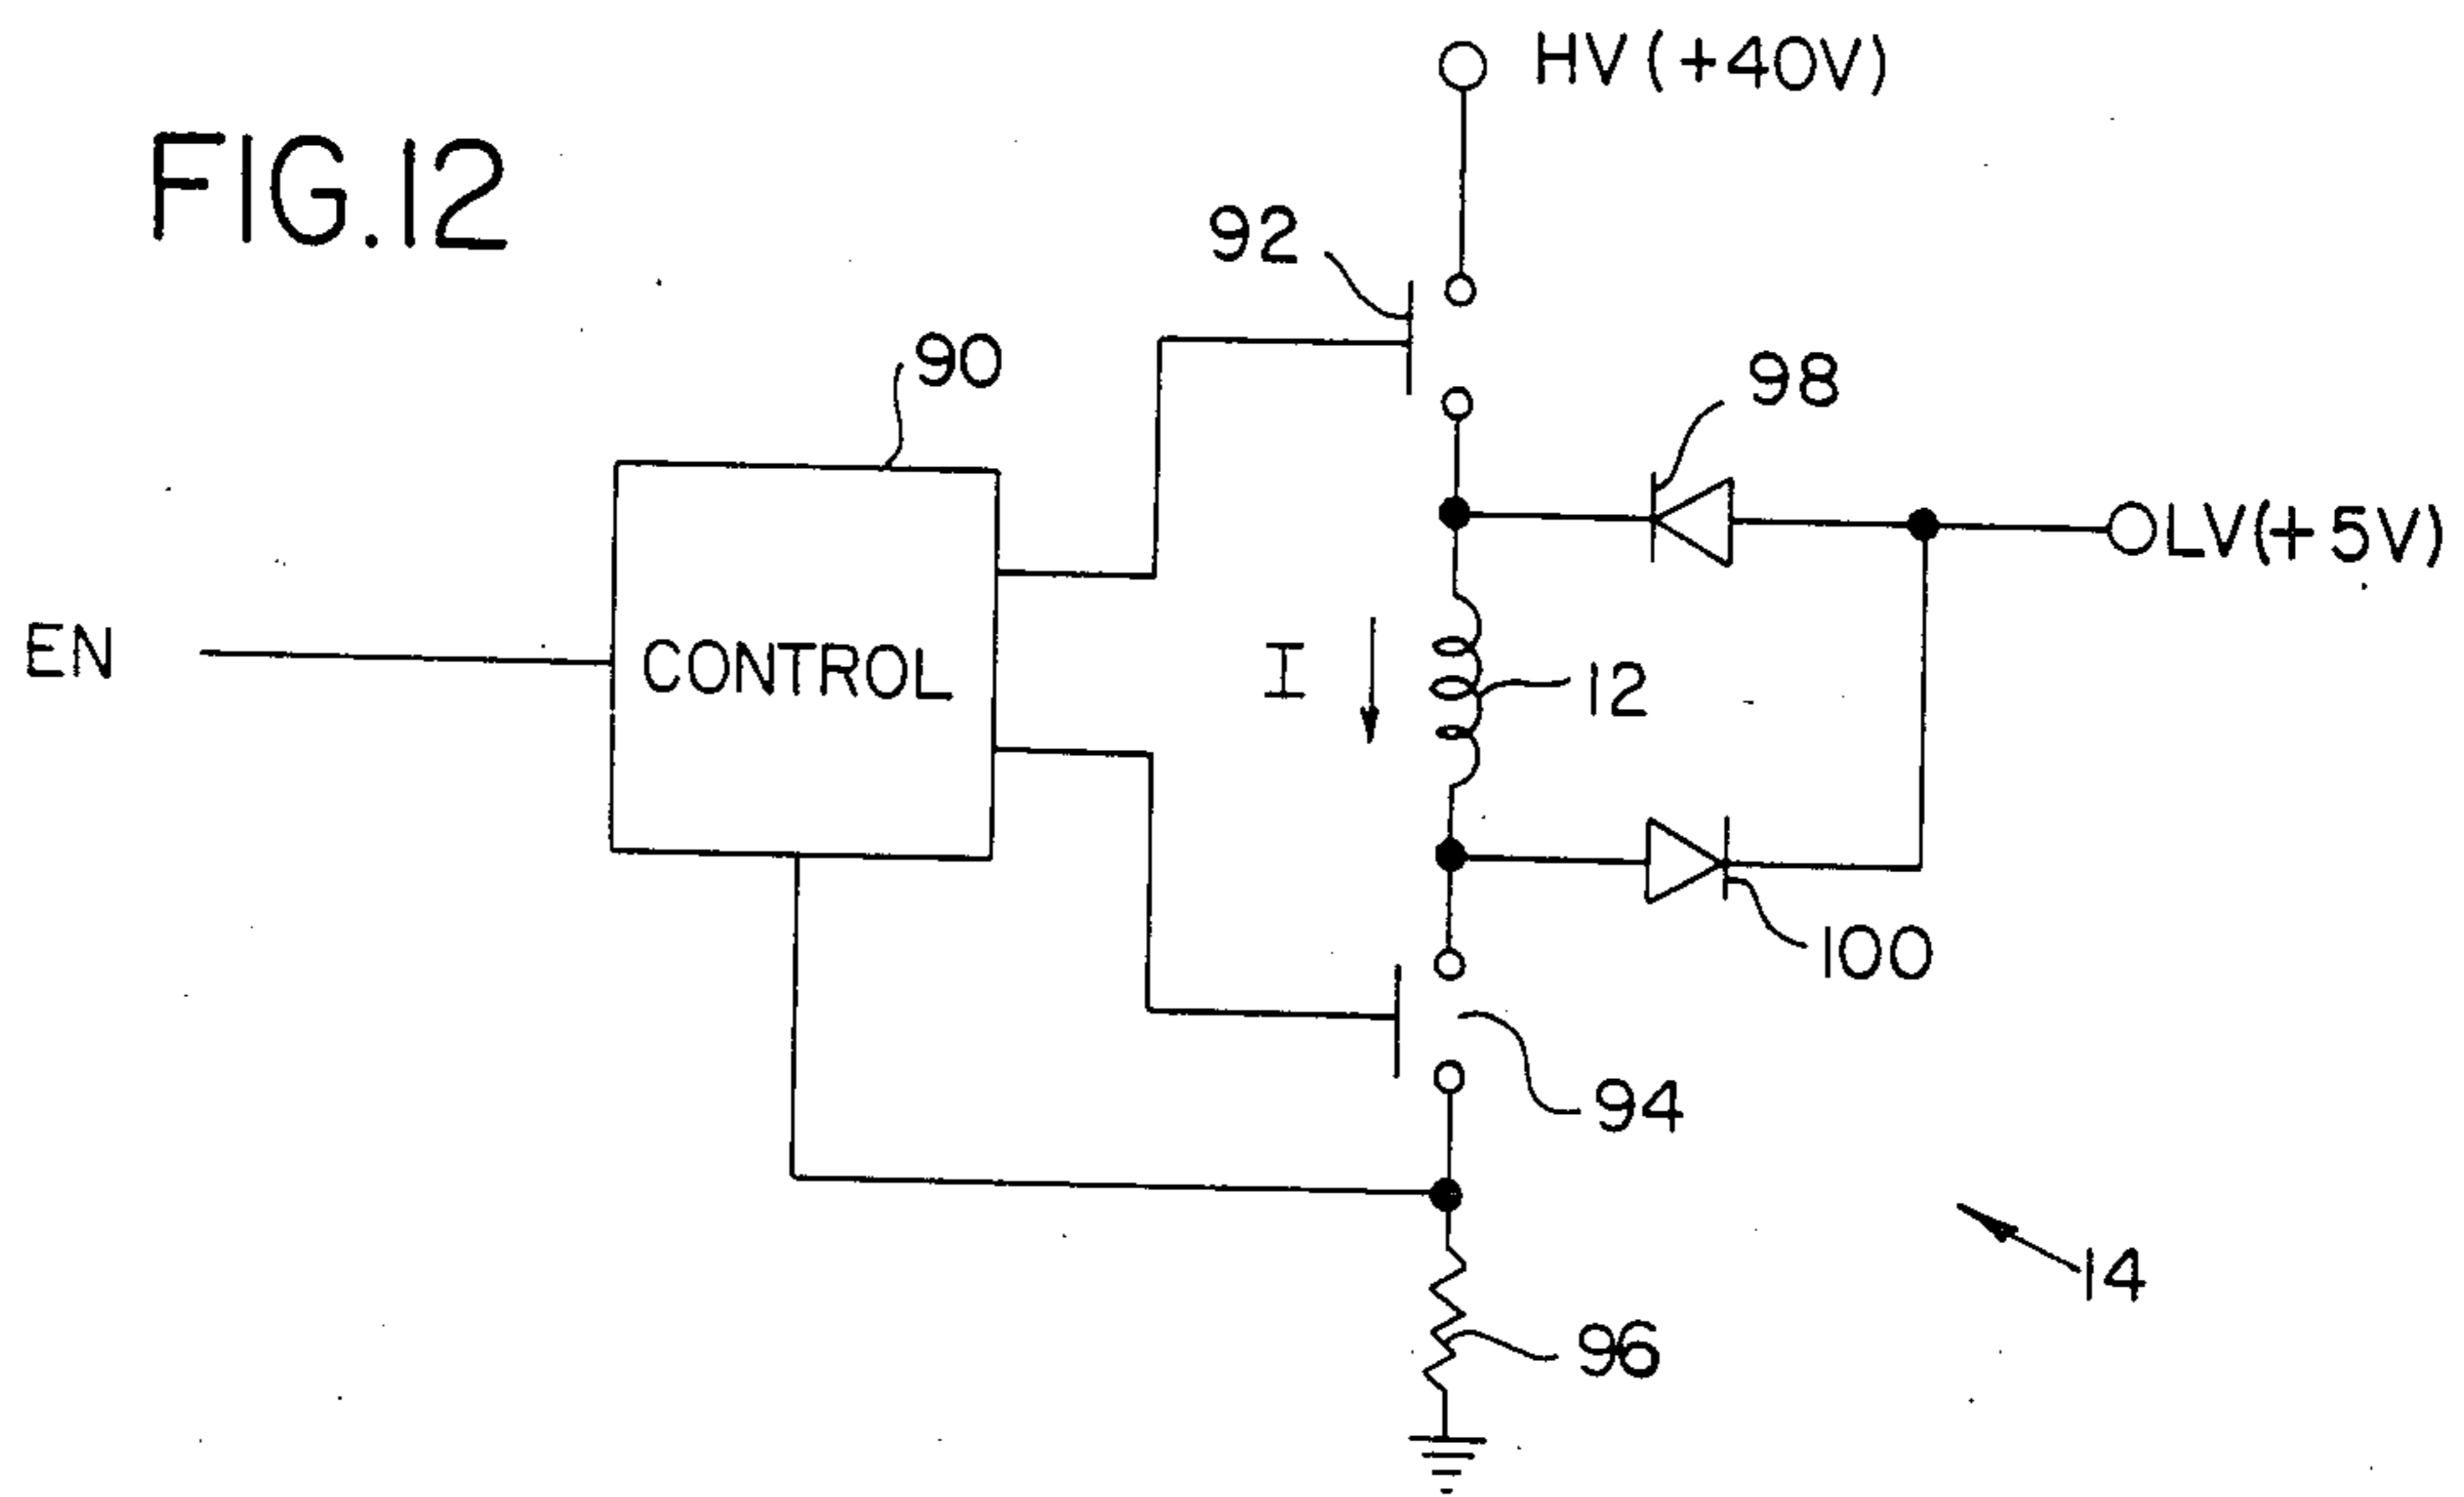 FIG.12
HV(+40V)
92
90
98
LV(+5V)
EN
CONTROL
I
12
100
94
14
96